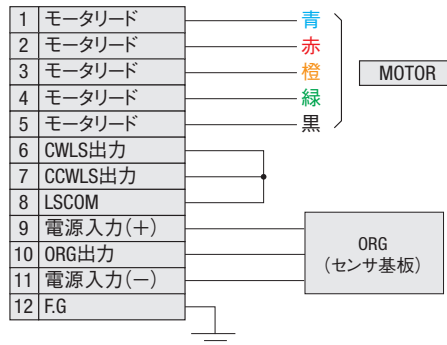 1 モータリード 青
2 モータリード 赤
3 モータリード 橙
4 モータリード 緑
5 モータリード 黒
MOTOR
6 CWLS出力
7 CCWLS出力
8 LSCOM
9 電源入力(+)
10 ORG出力
11 電源入力(−)
12 F.G
ORG
(センサ基板)